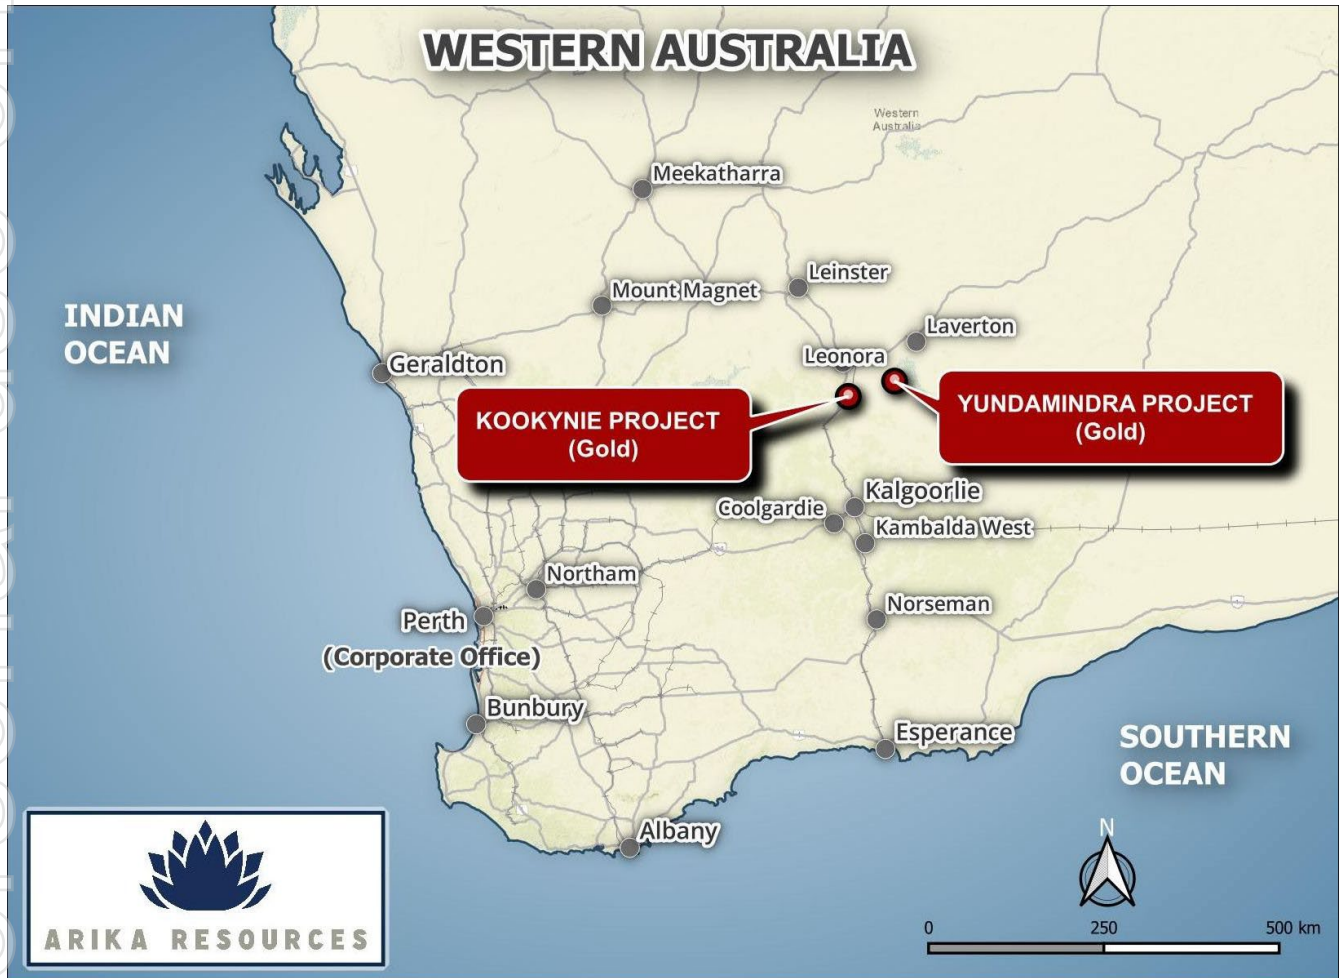 WESTERN AUSTRALIA
Western
Australia
Meekatharra
Leinster
Mount Magnet
INDIAN
OCEAN
Laverton
Leonora
Geraldton
KOOKYNIE PROJECT
(Gold)
YUNDAMINDRA PROJECT
(Gold)
Kalgoorlie
Coolgardie
Kambalda West
Northam
Norseman
Perth
(Corporate Office)
Bunbury
Esperance
SOUTHERN
OCEAN
Albany
N
ARIKA RESOURCES
0 250 500 km